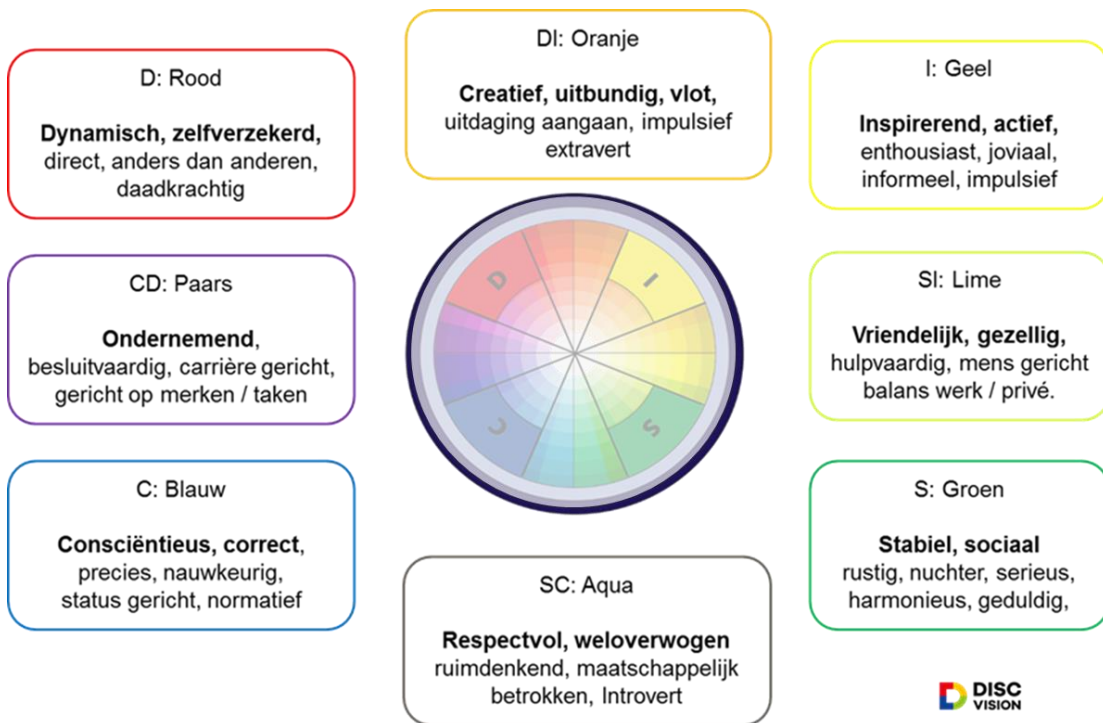 D: Rood
Dynamisch, zelfverzekerd,
direct, anders dan anderen,
daadkrachtig
DI: Oranje
Creatief, uitbundig, vlot,
uitdaging aangaan, impulsief
extravert
I: Geel
Inspirerend, actief,
enthousiast, joviaal,
informeel, impulsief
CD: Paars
Ondernemend,
besluitvaardig, carrière gericht,
gericht op merken / taken
D
I
C
S
SI: Lime
Vriendelijk, gezellig,
hulpvaardig, mens gericht
balans werk / privé.
C: Blauw
Consciëntieus, correct,
precies, nauwkeurig,
status gericht, normatief
SC: Aqua
Respectvol, weloverwogen
ruimdenkend, maatschappelijk
betrokken, Introvert
S: Groen
Stabiel, sociaal
rustig, nuchter, serieus,
harmonieus, geduldig,
DISC
VISION